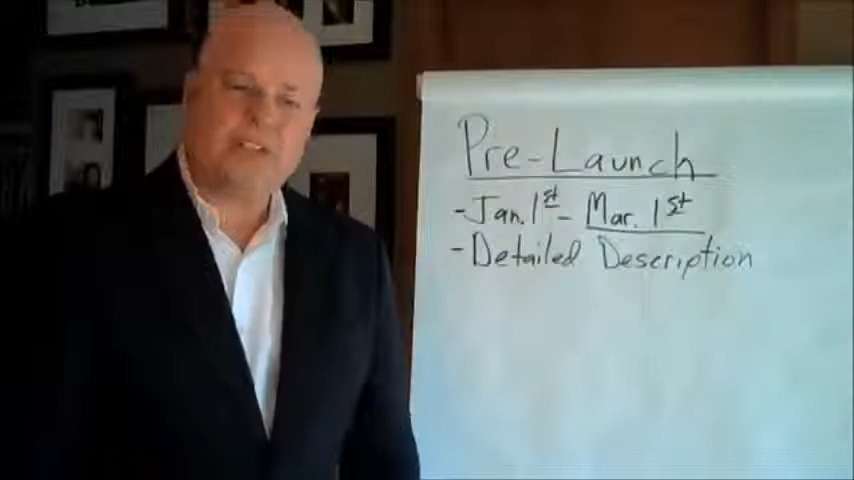 Pre-Launch
- Jan. 1st - Mar. 1st
- Detailed Description